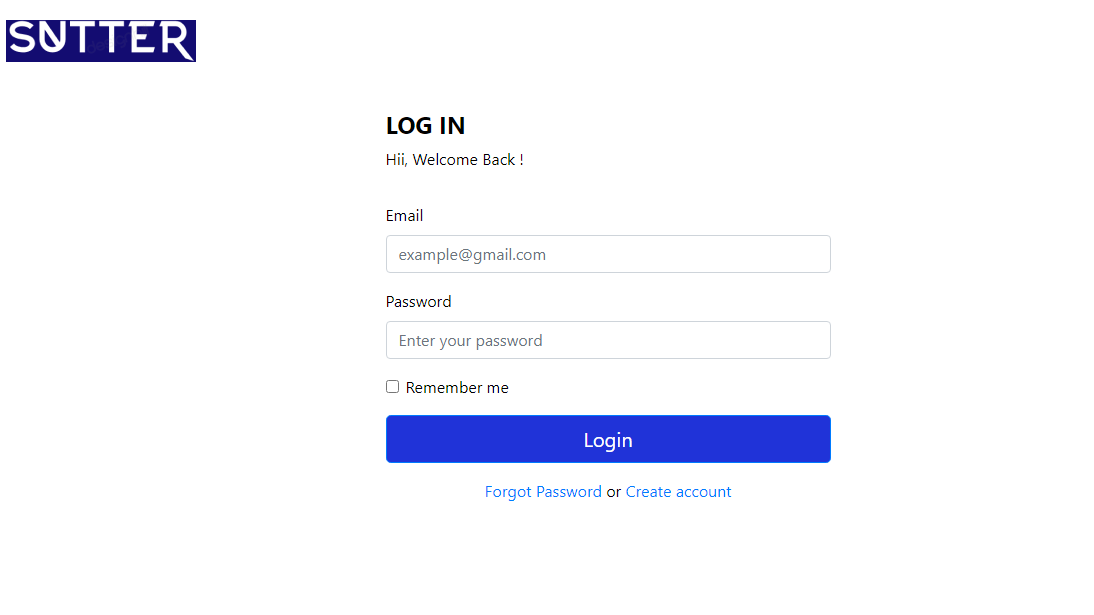 SUTTER
LOG IN
Hii, Welcome Back !
Email
example@gmail.com
Password
Enter your password
Remember me
Login
Forgot Password or Create account